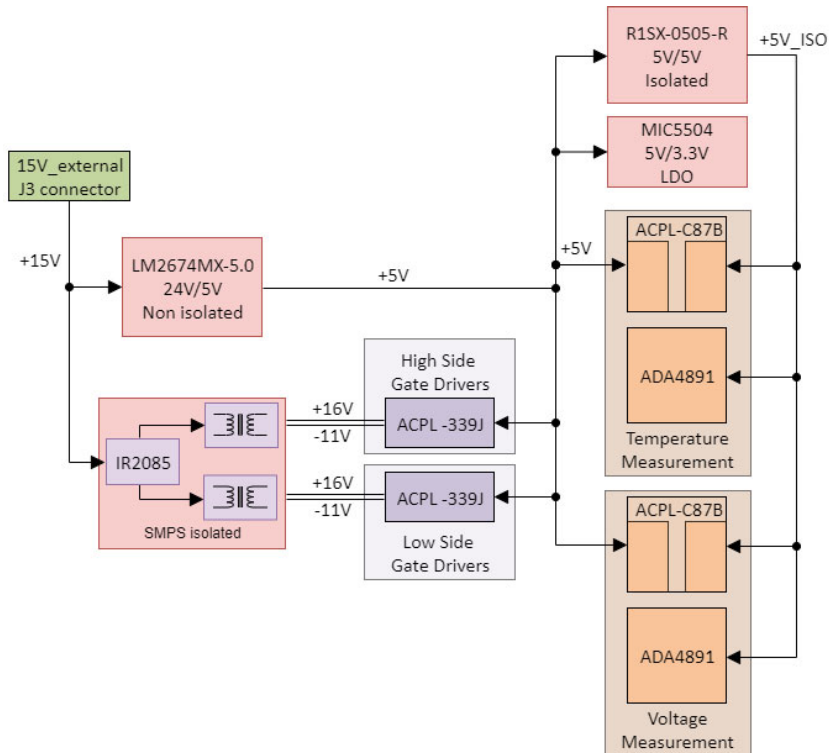 R1SX-0505-R
5V/5V
Isolated
+5V_ISO
MIC5504
5V/3.3V
LDO
15V_external
J3 connector
+15V
LM2674MX-5.0
24V/5V
Non isolated
+5V
+5V
ACPL-C87B
ADA4891
Temperature
Measurement
High Side
Gate Drivers
+16V
-11V
ACPL -339J
IR2085
SMPS isolated
+16V
-11V
ACPL -339J
Low Side
Gate Drivers
ACPL-C87B
ADA4891
Voltage
Measurement